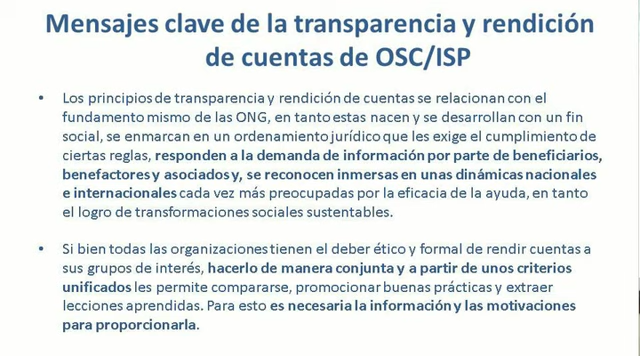 Mensajes clave de la transparencia y rendición
de cuentas de OSC/ISP
• Los principios de transparencia y rendición de cuentas se relacionan con el
fundamento mismo de las ONG, en tanto estas nacen y se desarrollan con un fin
social, se enmarcan en un ordenamiento jurídico que les exige el cumplimiento de
ciertas reglas, responden a la demanda de información por parte de beneficiarios,
benefactores y asociados y, se reconocen inmersas en unas dinámicas nacionales
e internacionales cada vez más preocupadas por la eficacia de la ayuda, en tanto
el logro de transformaciones sociales sustentables.
• Si bien todas las organizaciones tienen el deber ético y formal de rendir cuentas a
sus grupos de interés, hacerlo de manera conjunta y a partir de unos criterios
unificados les permite compararse, promocionar buenas prácticas y extraer
lecciones aprendidas. Para esto es necesaria la información y las motivaciones
para proporcionarla.